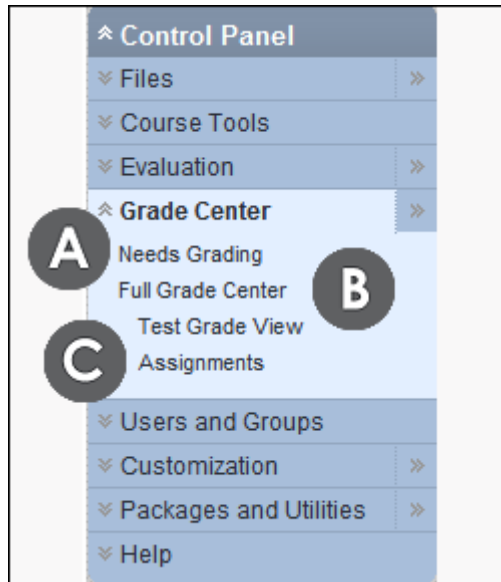 Control Panel
Files
Course Tools
Evaluation
Grade Center
A
Needs Grading
Full Grade Center
B
Test Grade View
C
Assignments
Users and Groups
Customization
Packages and Utilities
Help